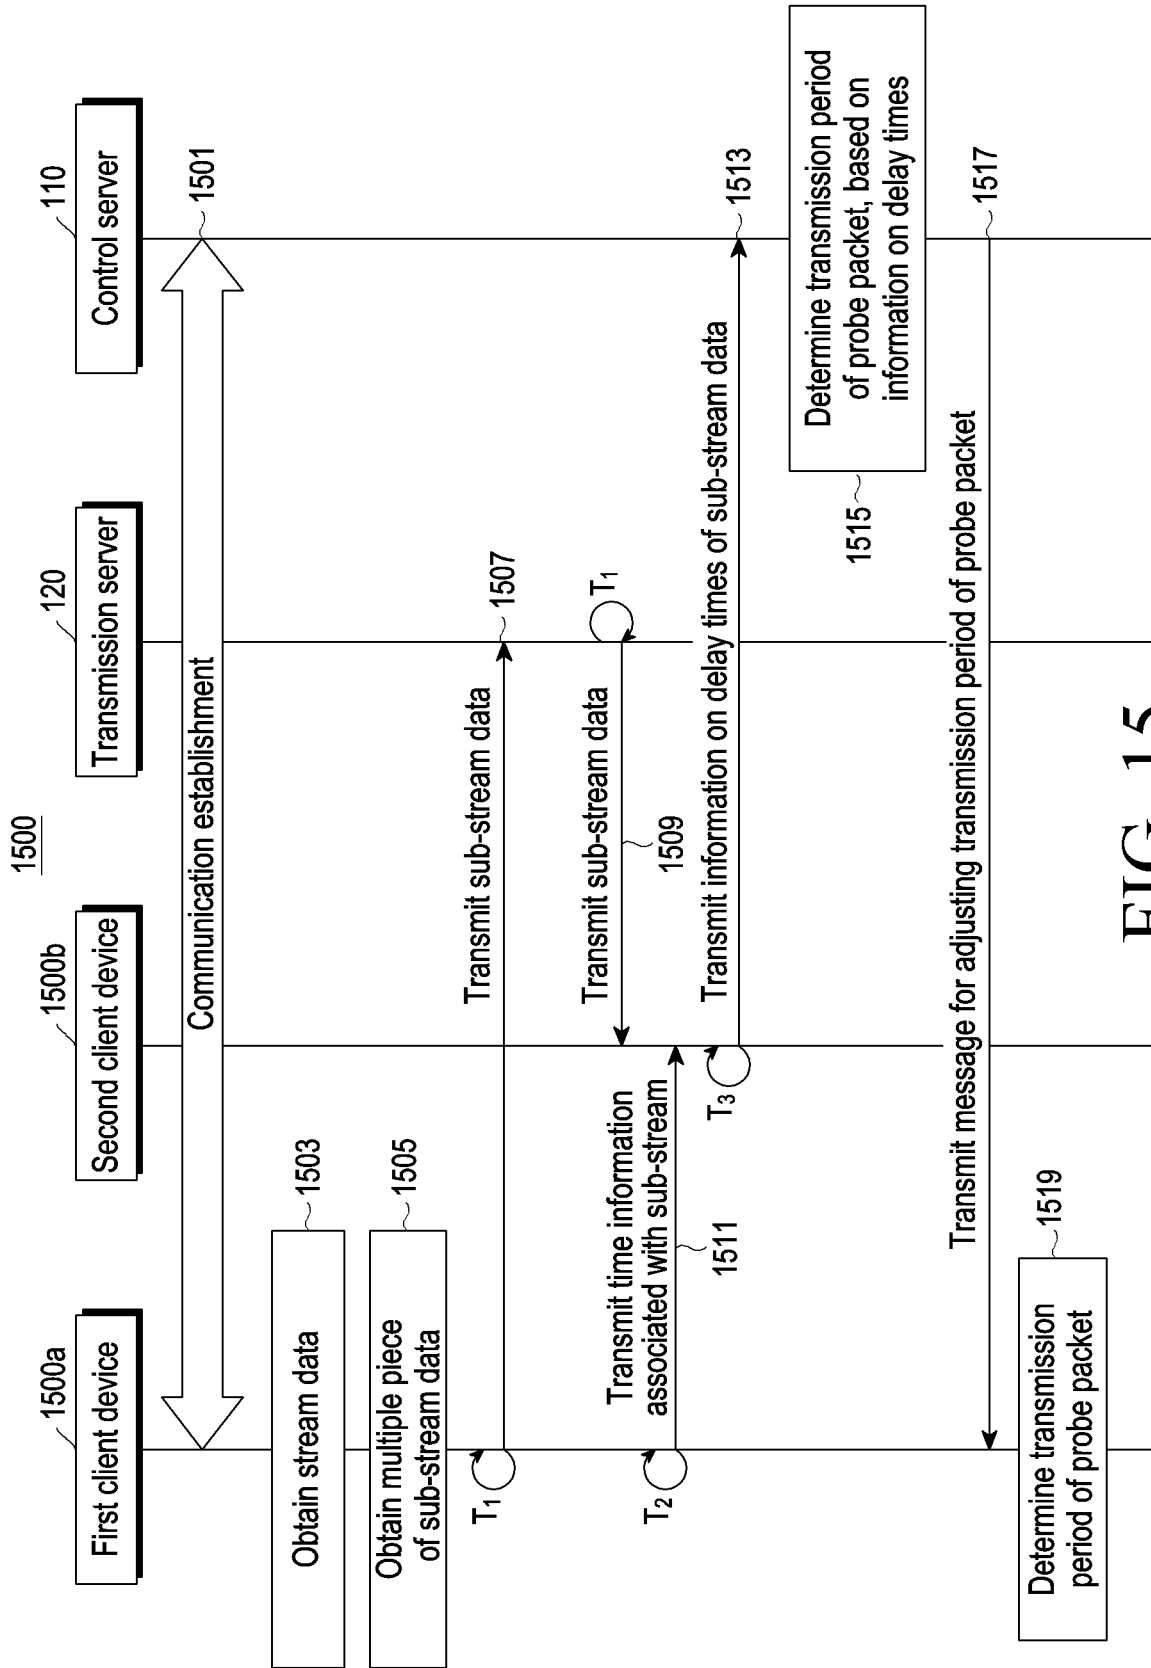 1500
1500a
First client device
1500b
Second client device
120
Transmission server
110
Control server
Communication establishment
1501
Obtain stream data
1503
Obtain multiple piece
of sub-stream data
1505
T1
Transmit sub-stream data
1507
T1
Transmit sub-stream data
1509
Transmit time information
associated with sub-stream
1511
T2
T3
Transmit information on delay times of sub-stream data
1513
Determine transmission period
of probe packet, based on
information on delay times
1515
Transmit message for adjusting transmission period of probe packet
1517
Determine transmission
period of probe packet
1519
FIG. 15